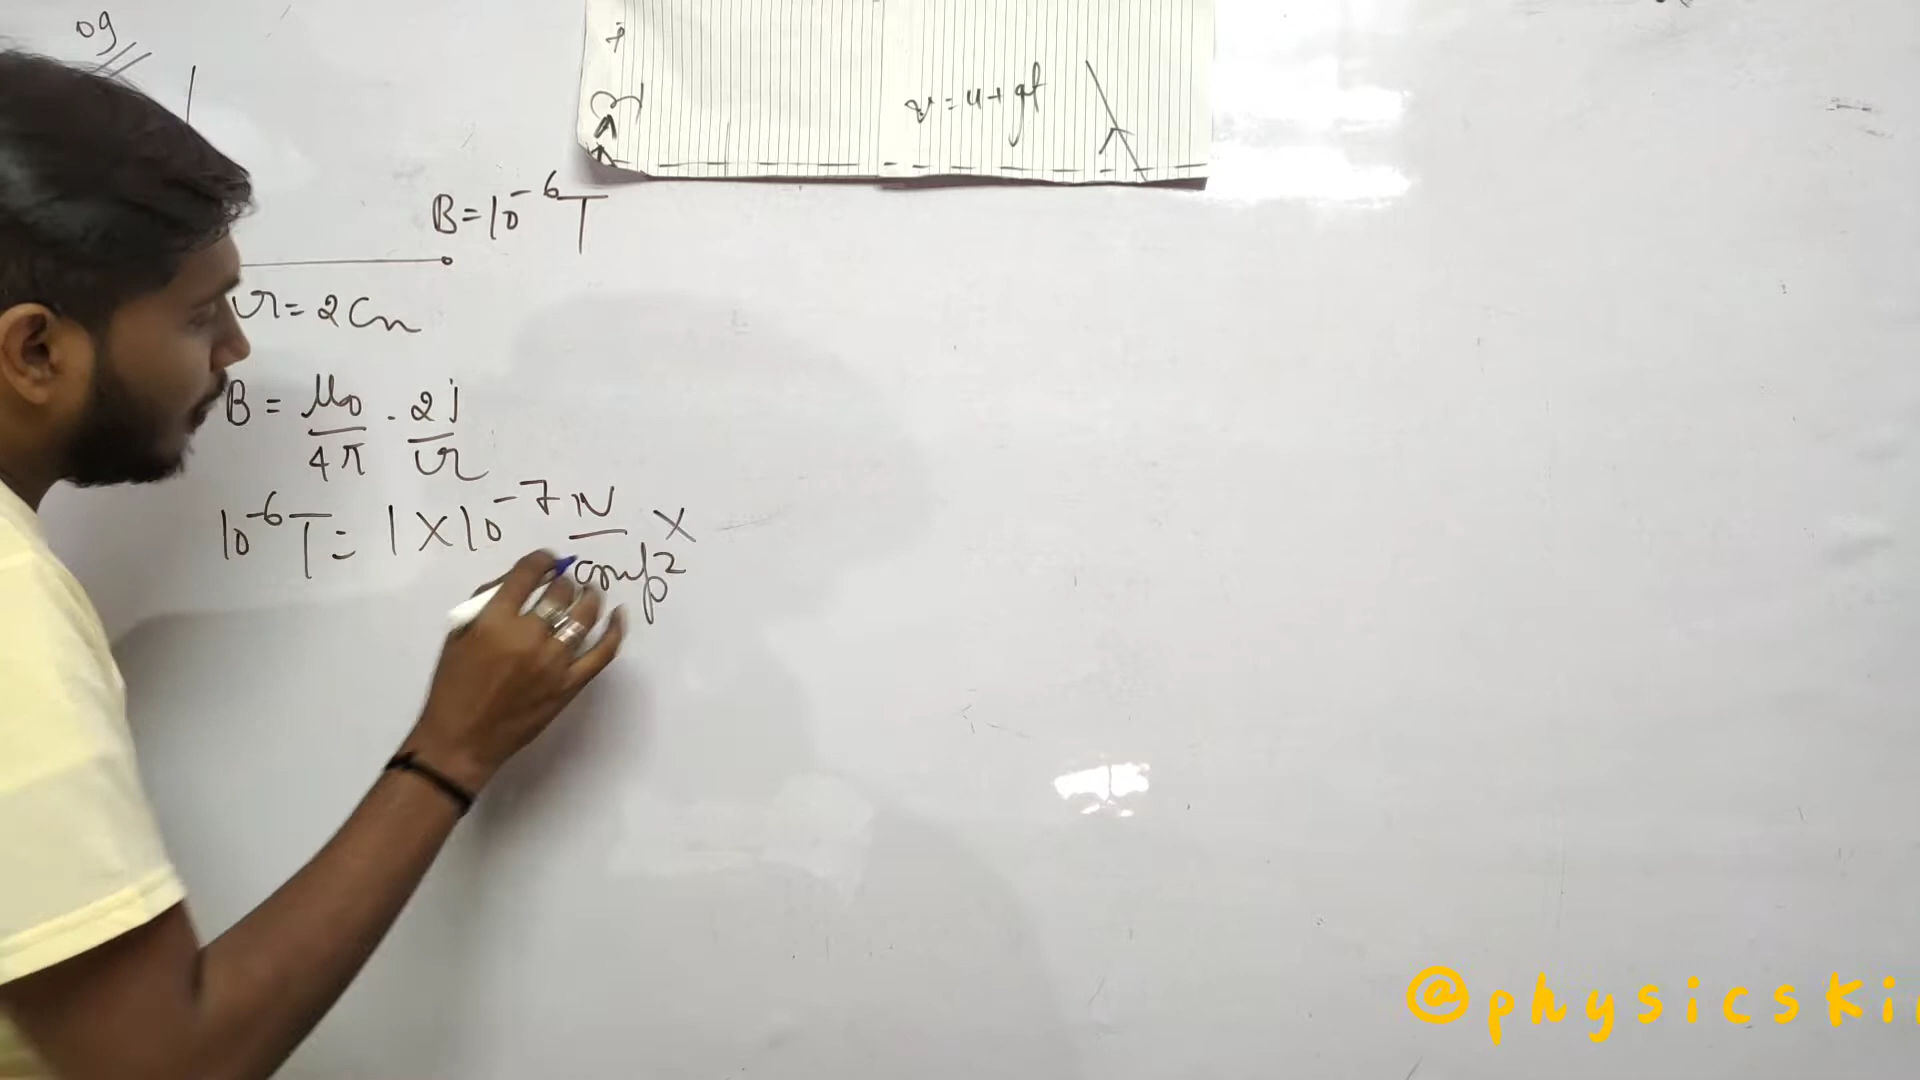 09
v = u + gt
B = 10⁻⁶ T
r = 2 Cm
B = μ₀/4π · 2i/r
10⁻⁶ T = 1 × 10⁻⁷ N/amp² ×
@physicski